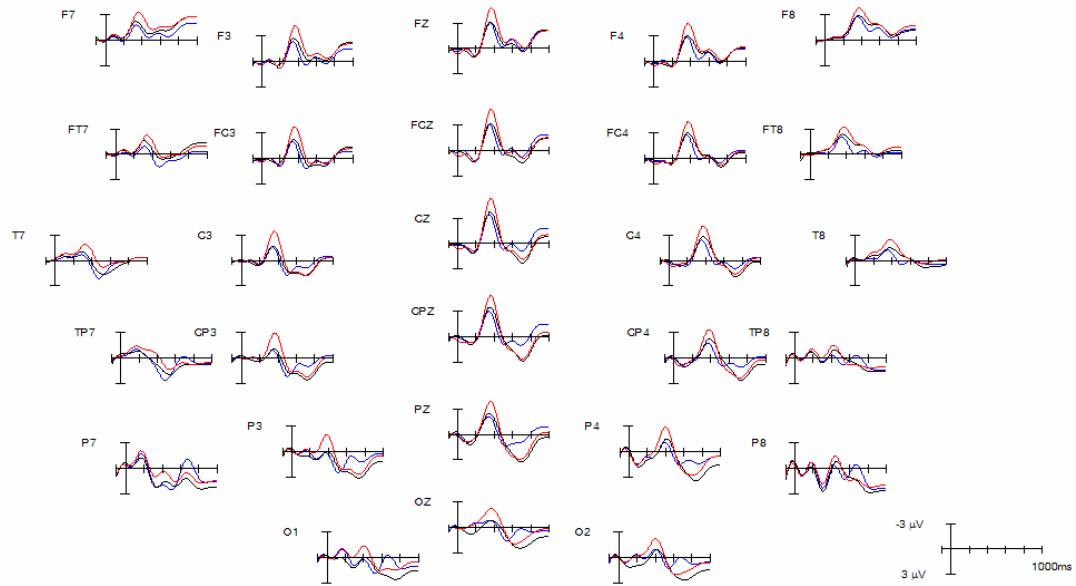 F7
F3
FZ
F4
F8
FT7
FC3
FCZ
FC4
FT8
T7
C3
CZ
C4
T8
TP7
CP3
CPZ
CP4
TP8
P7
P3
PZ
P4
P8
O1
OZ
O2
-3 µV
3 µV
1000ms